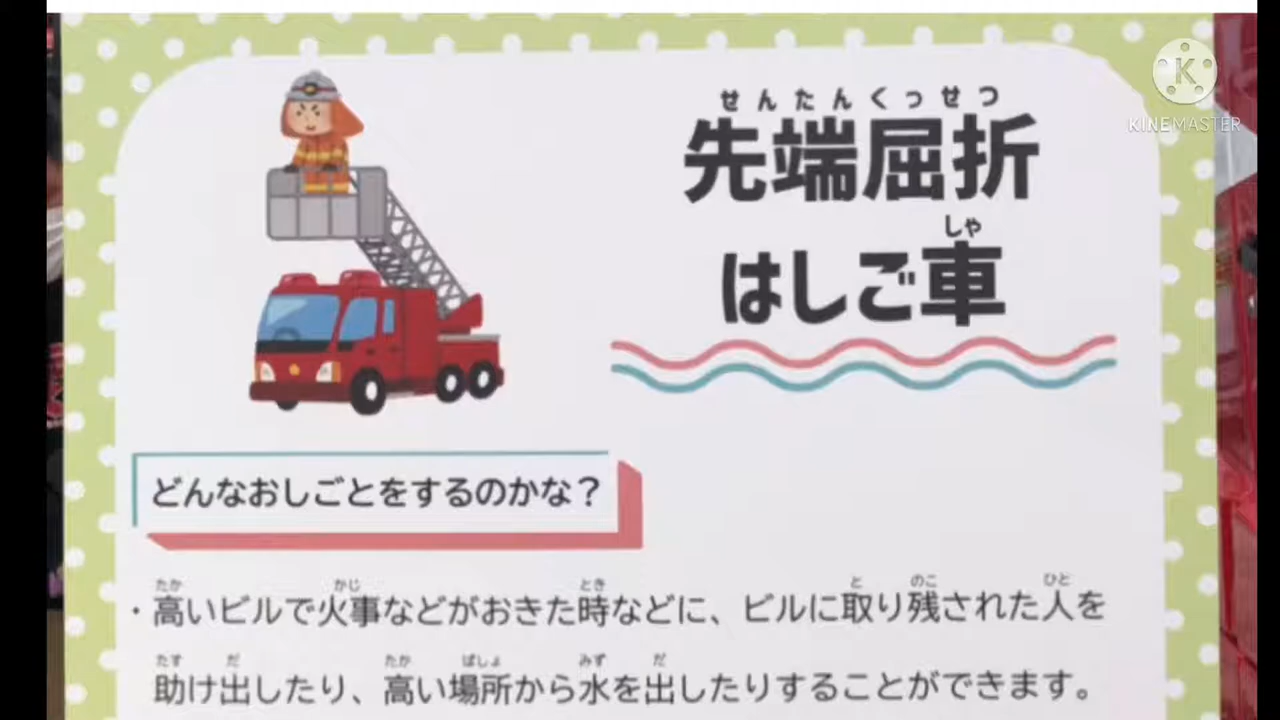 せんたんくっせつ
先端屈折
しゃ
はしご車
どんなおしごとをするのかな？
たか かじ とき と のこ ひと
・高いビルで火事などがおきた時などに、ビルに取り残された人を
たす だ たか ばしょ みず だ
助け出したり、高い場所から水を出したりすることができます。
K
KINEMASTER